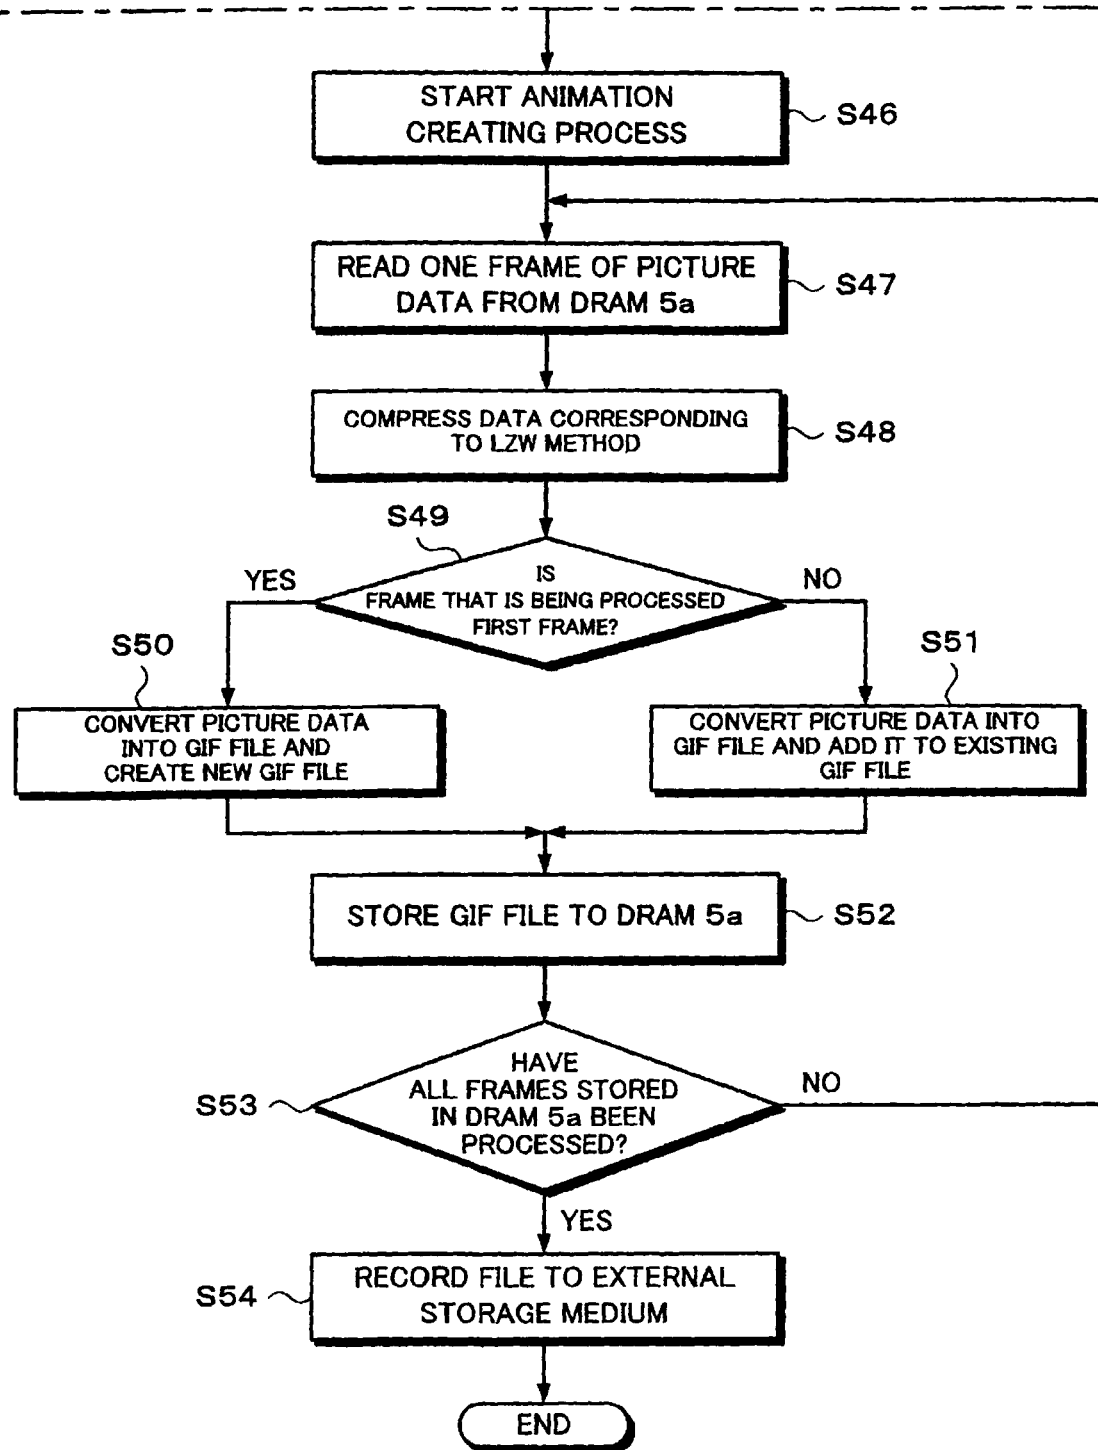 START ANIMATION
CREATING PROCESS
S46
READ ONE FRAME OF PICTURE
DATA FROM DRAM 5a
S47
COMPRESS DATA CORRESPONDING
TO LZW METHOD
S48
S49
YES
IS
FRAME THAT IS BEING PROCESSED
FIRST FRAME?
NO
S50
CONVERT PICTURE DATA
INTO GIF FILE AND
CREATE NEW GIF FILE
S51
CONVERT PICTURE DATA INTO
GIF FILE AND ADD IT TO EXISTING
GIF FILE
STORE GIF FILE TO DRAM 5a
S52
S53
HAVE
ALL FRAMES STORED
IN DRAM 5a BEEN
PROCESSED?
NO
YES
S54
RECORD FILE TO EXTERNAL
STORAGE MEDIUM
END